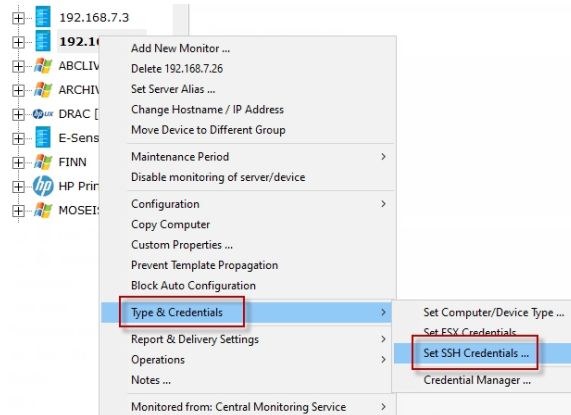 192.168.7.3
192.1
ABCLIV
ARCHIV
DRAC [
E-Sens
FINN
HP Prin
MOSEIS
Add New Monitor ...
Delete 192.168.7.26
Set Server Alias ...
Change Hostname / IP Address
Move Device to Different Group
Maintenance Period
Disable monitoring of server/device
Configuration
Copy Computer
Custom Properties ...
Prevent Template Propagation
Block Auto Configuration
Type & Credentials
Report & Delivery Settings
Operations
Notes ...
Monitored from: Central Monitoring Service
Set Computer/Device Type ...
Set ESX Credentials
Set SSH Credentials ...
Credential Manager ...